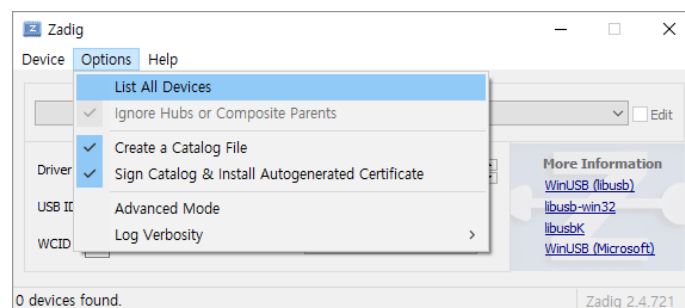 Zadig
Device Options Help
List All Devices
Ignore Hubs or Composite Parents
Edit
Create a Catalog File
Sign Catalog & Install Autogenerated Certificate
Advanced Mode
Log Verbosity
Driver
USB ID
WCID
More Information
WinUSB (libusb)
libusb-win32
libusbK
WinUSB (Microsoft)
0 devices found.
Zadig 2.4.721